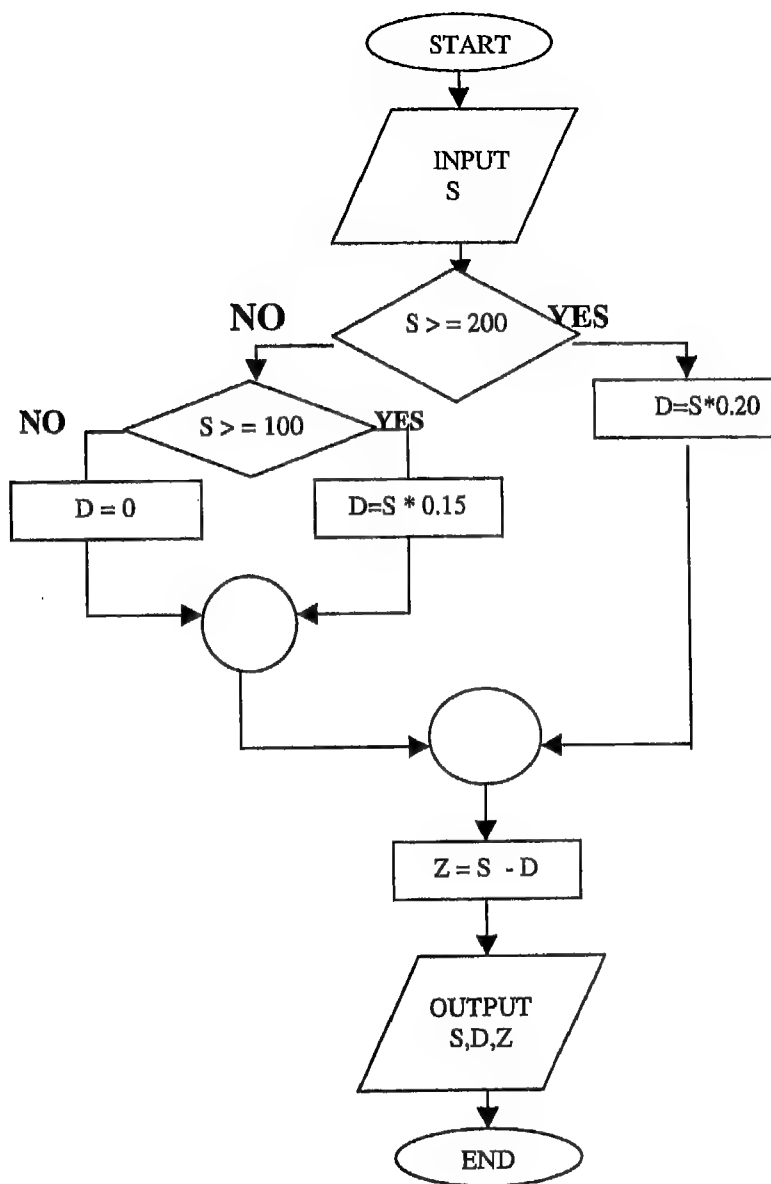 START
INPUT
S
S > = 200
NO
YES
D=S*0.20
S > = 100
NO
YES
D = 0
D=S * 0.15
Z = S - D
OUTPUT
S,D,Z
END